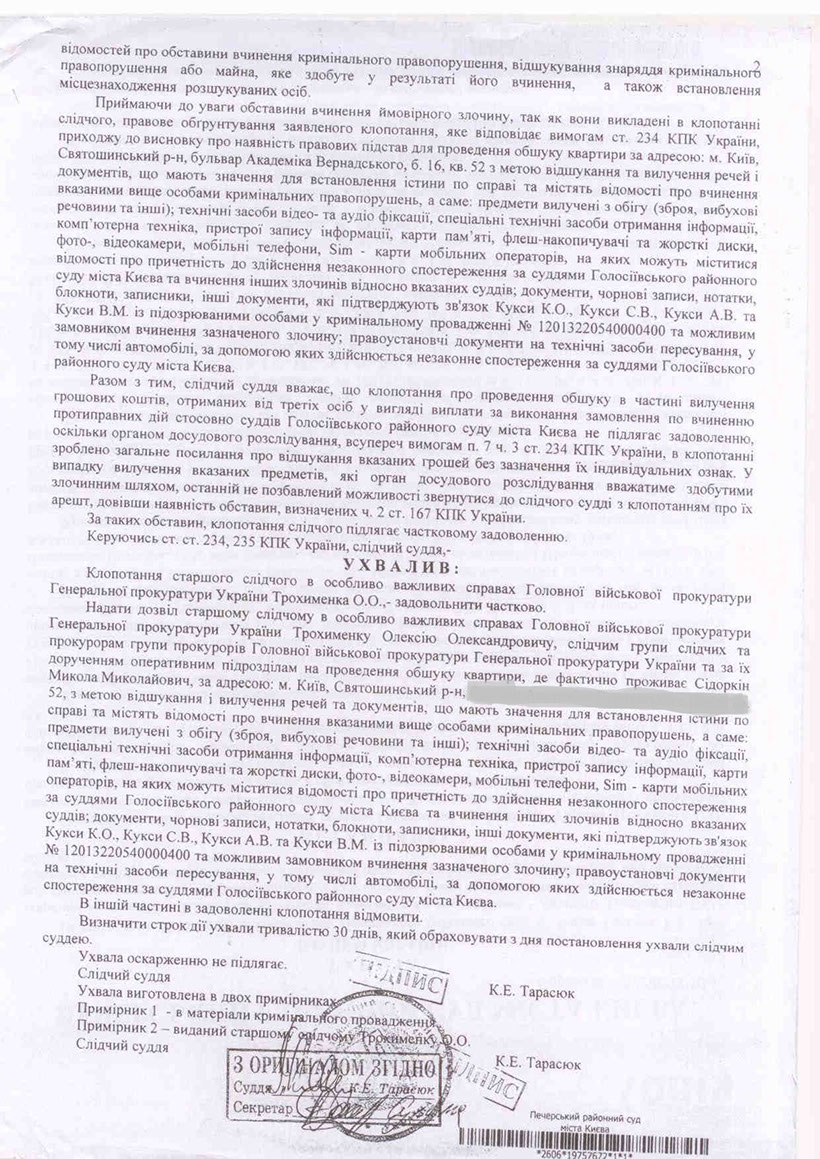 2
відомостей про обставини вчинення кримінального правопорушення, відшукування знаряддя кримінального
правопорушення або майна, яке здобуте у результаті його вчинення, а також встановлення
місцезнаходження розшукуваних осіб.
Приймаючи до уваги обставини вчинення ймовірного злочину, так як вони викладені в клопотанні
слідчого, правове обґрунтування заявленого клопотання, яке відповідає вимогам ст. 234 КПК України,
приходжу до висновку про наявність правових підстав для проведення обшуку квартири за адресою: м. Київ,
Святошинський р-н, бульвар Академіка Вернадського, б. 16, кв. 52 з метою відшукання та вилучення речей і
документів, що мають значення для встановлення істини по справі та містять відомості про вчинення
вказаними вище особами кримінальних правопорушень, а саме: предмети вилучені з обігу (зброя, вибухові
речовини та інші); технічні засоби відео- та аудіо фіксації, спеціальні технічні засоби отримання інформації,
комп’ютерна техніка, пристрої запису інформації, карти пам’яті, флеш-накопичувачі та жорсткі диски,
фото-, відеокамери, мобільні телефони, Sim - карти мобільних операторів, на яких можуть міститися
відомості про причетність до здійснення незаконного спостереження за суддями Голосіївського районного
суду міста Києва та вчинення інших злочинів відносно вказаних суддів; документи, чорнові записи, нотатки,
блокноти, записники, інші документи, які підтверджують зв'язок Кукси К.О., Кукси С.В., Кукси А.В. та
Кукси В.М. із підозрюваними особами у кримінальному провадженні № 12013220540000400 та можливим
замовником вчинення зазначеного злочину; правоустановчі документи на технічні засоби пересування, у
тому числі автомобілі, за допомогою яких здійснюється незаконне спостереження за суддями Голосіївського
районного суду міста Києва.
Разом з тим, слідчий суддя вважає, що клопотання про проведення обшуку в частині вилучення
грошових коштів, отриманих від третіх осіб у вигляді виплати за виконання замовлення по вчиненню
протиправних дій стосовно суддів Голосіївського районного суду міста Києва не підлягає задоволенню,
оскільки органом досудового розслідування, всупереч вимогам п. 7 ч. 3 ст. 234 КПК України, в клопотанні
зроблено загальне посилання про відшукання вказаних грошей без зазначення їх індивідуальних ознак. У
випадку вилучення вказаних предметів, які орган досудового розслідування вважатиме здобутими
злочинним шляхом, останній не позбавлений можливості звернутися до слідчого судді з клопотанням про їх
арешт, довівши наявність обставин, визначених ч. 2 ст. 167 КПК України.
За таких обставин, клопотання слідчого підлягає частковому задоволенню.
Керуючись ст. ст. 234, 235 КПК України, слідчий суддя,-
УХВАЛИВ:
Клопотання старшого слідчого в особливо важливих справах Головної військової прокуратури
Генеральної прокуратури України Трохименка О.О.,- задовольнити частково.
Надати дозвіл старшому слідчому в особливо важливих справах Головної військової прокуратури
Генеральної прокуратури України Трохименку Олексію Олександровичу, слідчим групи слідчих та
прокурорам групи прокурорів Головної військової прокуратури Генеральної прокуратури України та за їх
дорученням оперативним підрозділам на проведення обшуку квартири, де фактично проживає Сідоркін
Микола Миколайович, за адресою: м. Київ, Святошинський р-н,
52, з метою відшукання і вилучення речей та документів, що мають значення для встановлення істини по
справі та містять відомості про вчинення вказаними вище особами кримінальних правопорушень, а саме:
предмети вилучені з обігу (зброя, вибухові речовини та інші); технічні засоби відео- та аудіо фіксації,
спеціальні технічні засоби отримання інформації, комп’ютерна техніка, пристрої запису інформації, карти
пам’яті, флеш-накопичувачі та жорсткі диски, фото-, відеокамери, мобільні телефони, Sim - карти мобільних
операторів, на яких можуть міститися відомості про причетність до здійснення незаконного спостереження
за суддями Голосіївського районного суду міста Києва та вчинення інших злочинів відносно вказаних
суддів; документи, чорнові записи, нотатки, блокноти, записники, інші документи, які підтверджують зв'язок
Кукси К.О., Кукси С.В., Кукси А.В. та Кукси В.М. із підозрюваними особами у кримінальному провадженні
№ 12013220540000400 та можливим замовником вчинення зазначеного злочину; правоустановчі документи
на технічні засоби пересування, у тому числі автомобілі, за допомогою яких здійснюється незаконне
спостереження за суддями Голосіївського районного суду міста Києва.
В іншій частині в задоволенні клопотання відмовити.
Визначити строк дії ухвали тривалістю 30 днів, який обраховувати з дня постановлення ухвали слідчим
суддею.
Ухвала оскарженню не підлягає.
Слідчий суддя ПІДПИС К.Е. Тарасюк
Ухвала виготовлена в двох примірниках
Примірник 1 - в матеріали кримінального провадження
Примірник 2 – виданий старшому слідчому Трохименку О.О.
Слідчий суддя ПІДПИС К.Е. Тарасюк
З ОРИГІНАЛОМ ЗГІДНО
Суддя К.Е. Тарасюк
Секретар
Печерський районний суд
міста Києва
*2606*19757672*1*1*